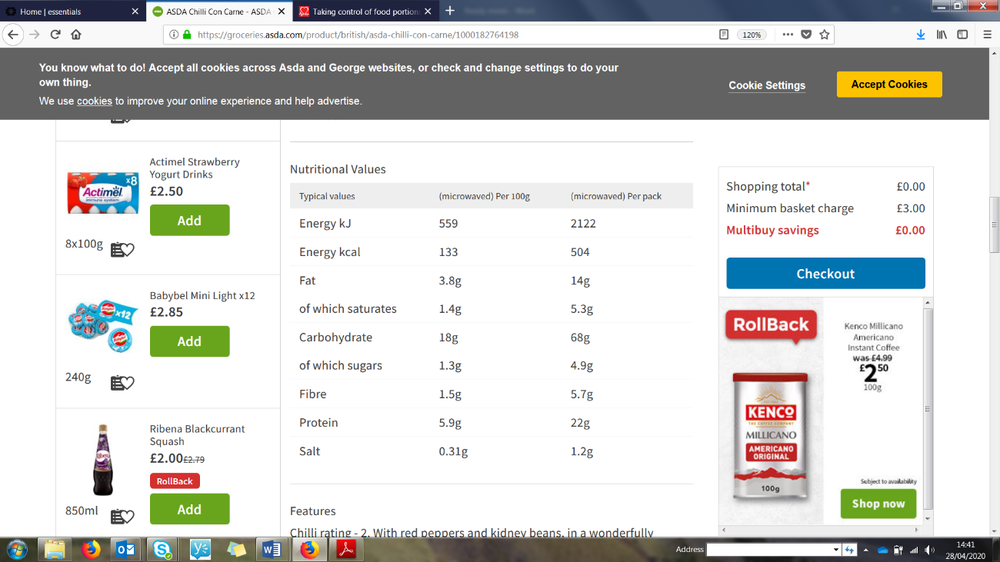 Home | essentials
ASDA Chilli Con Carne - ASDA
Taking control of food portions
https://groceries.asda.com/product/british/asda-chilli-con-carne/1000182764198
120%
You know what to do! Accept all cookies across Asda and George websites, or check and change settings to do your
own thing.
We use cookies to improve your online experience and help advertise.
Cookie Settings
Accept Cookies
Actimel Strawberry
Yogurt Drinks
£2.50
Add
8x100g
x8
Actimel
Babybel Mini Light x12
£2.85
Add
240g
x12
Ribena Blackcurrant
Squash
£2.00 £2.79
RollBack
Add
850ml
Ribena
Nutritional Values
Typical values (microwaved) Per 100g (microwaved) Per pack
Energy kJ 559 2122
Energy kcal 133 504
Fat 3.8g 14g
of which saturates 1.4g 5.3g
Carbohydrate 18g 68g
of which sugars 1.3g 4.9g
Fibre 1.5g 5.7g
Protein 5.9g 22g
Salt 0.31g 1.2g
Features
Chilli rating - 2. With red peppers and kidney beans, in a wonderfully
Shopping total* £0.00
Minimum basket charge £3.00
Multibuy savings £0.00
Checkout
RollBack
KENCO
THE COFFEE COMPANY
MILLICANO
AMERICANO
ORIGINAL
100g
Kenco Millicano
Americano
Instant Coffee
was £4.99
£2.50
100g
Subject to availability
Shop now
Address
14:41
28/04/2020